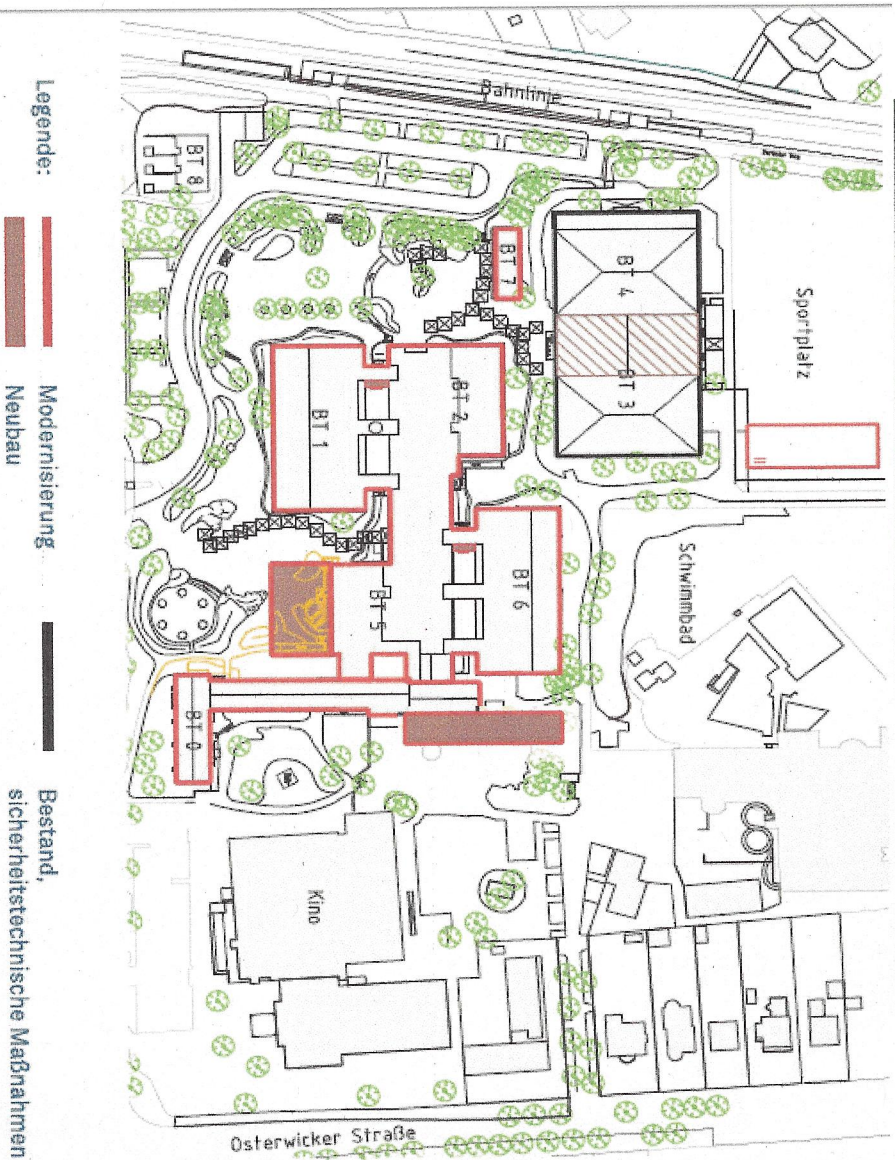 Bahnlinie
BT 8
BT 7
BT 4
BT 3
Sportplatz
BT 2
BT 1
BT 6
BT 5
Schwimmbad
BT 0
Kino
Osterwicker Straße
Legende:
Modernisierung
Neubau
Bestand,
sicherheitstechnische Maßnahmen